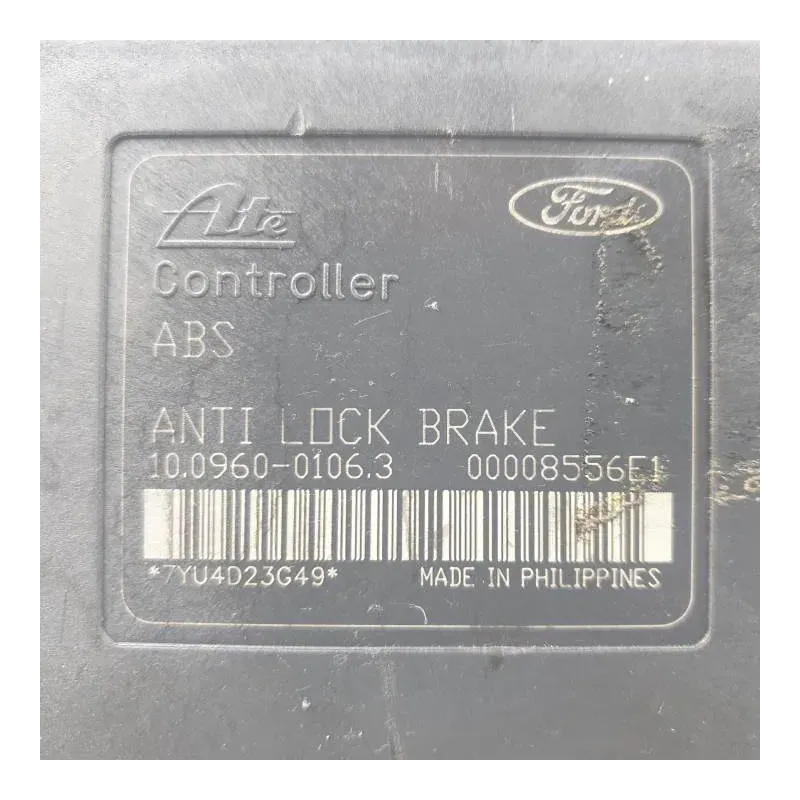 Ate
Ford
Controller
ABS
ANTI LOCK BRAKE
10.0960-0106.3 00008556E1
*7YU4D23G49* MADE IN PHILIPPINES